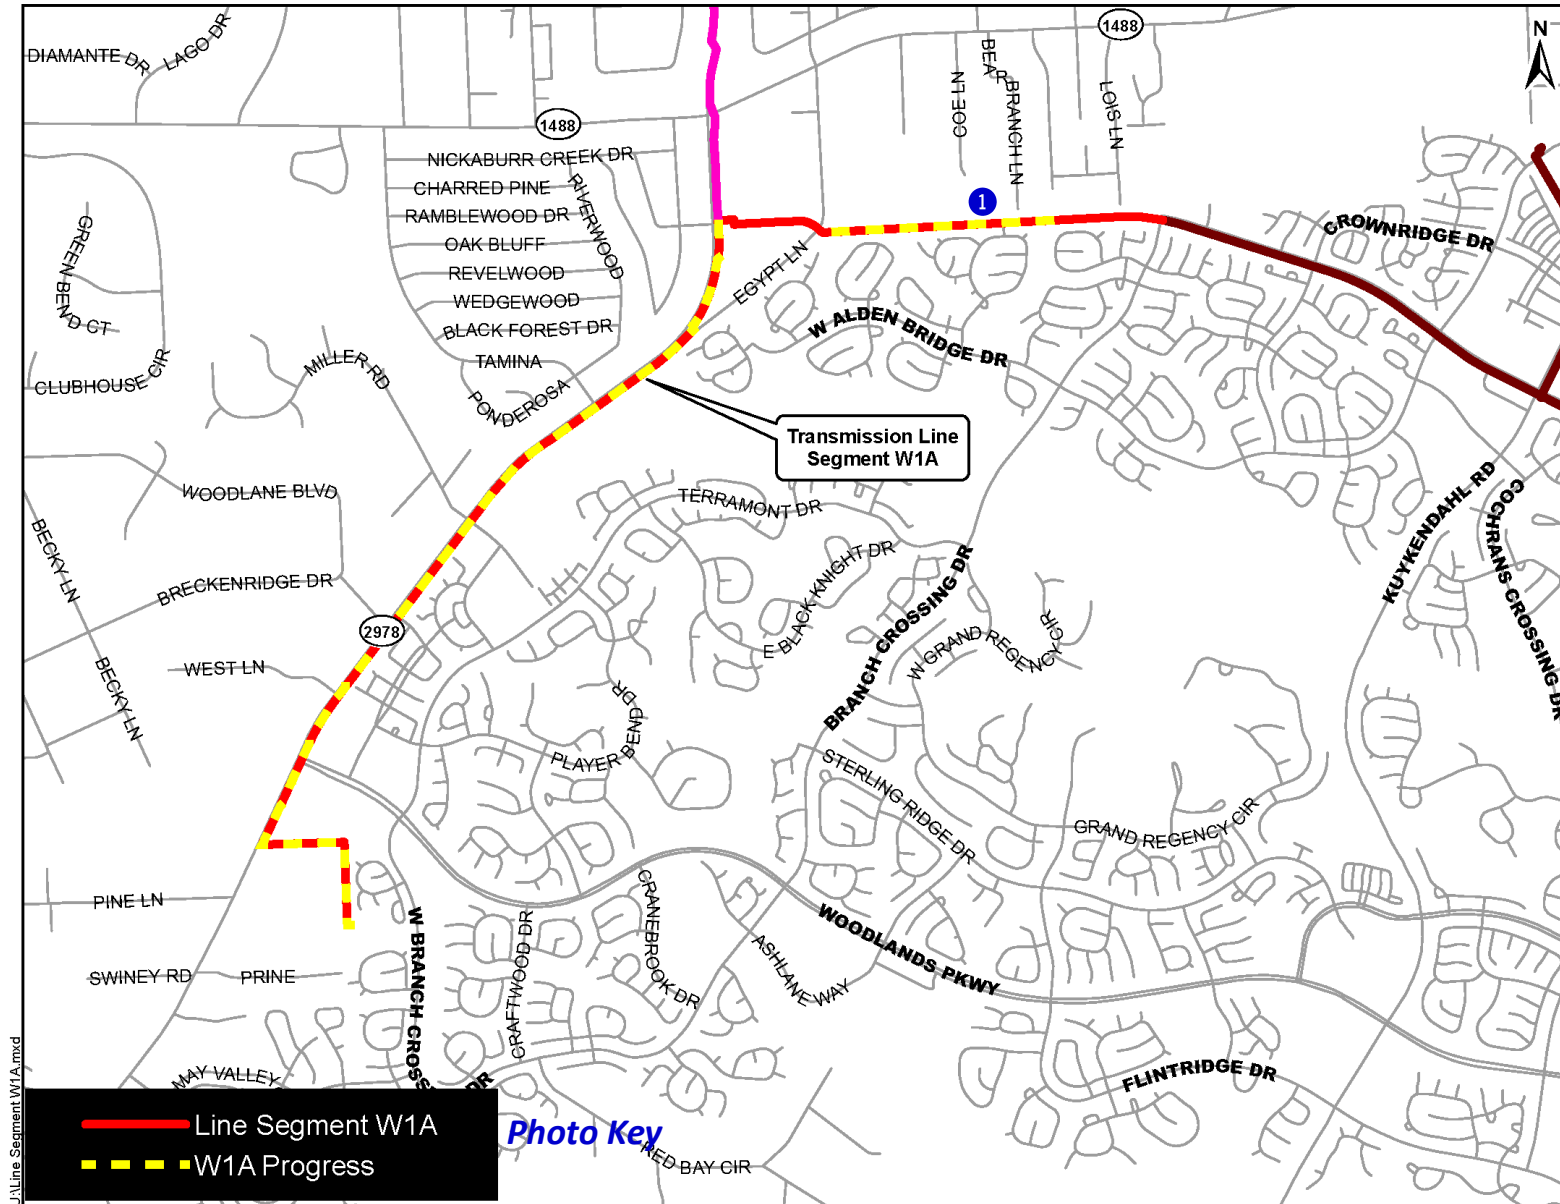 DIAMANTE DR
LAGO DR
1488
N
BEAR BRANCH LN
COE LN
LOIS LN
1488
NICKABURR CREEK DR
CHARRED PINE
RIVERWOOD
RAMBLEWOOD DR
OAK BLUFF
REVELWOOD
WEDGEWOOD
BLACK FOREST DR
TAMINA
PONDEROSA
GREEN BEND CT
CLUBHOUSE CIR
MILLER RD
1
EGYPT LN
CROWNRIDGE DR
W ALDEN BRIDGE DR
Transmission Line
Segment W1A
WOODLANE BLVD
TERRAMONT DR
KUYKENDAHL RD
COCHRANS CROSSING DR
BECKY LN
BRECKENRIDGE DR
E BLACK KNIGHT DR
BRANCH CROSSING DR
2978
W GRAND REGENCY CIR
WEST LN
BECKY LN
PLAYER BEND DR
STERLING RIDGE DR
GRAND REGENCY CIR
PINE LN
W BRANCH CROSS
DR
CRAFTWOOD DR
CRANEBROOK DR
ASHLANE WAY
WOODLANDS PKWY
SWINEY RD
PRINE
MAY VALLEY
FLINTRIDGE DR
RED BAY CIR
Photo Key
Line Segment W1A
W1A Progress
U:\Line Segment W1A.mxd